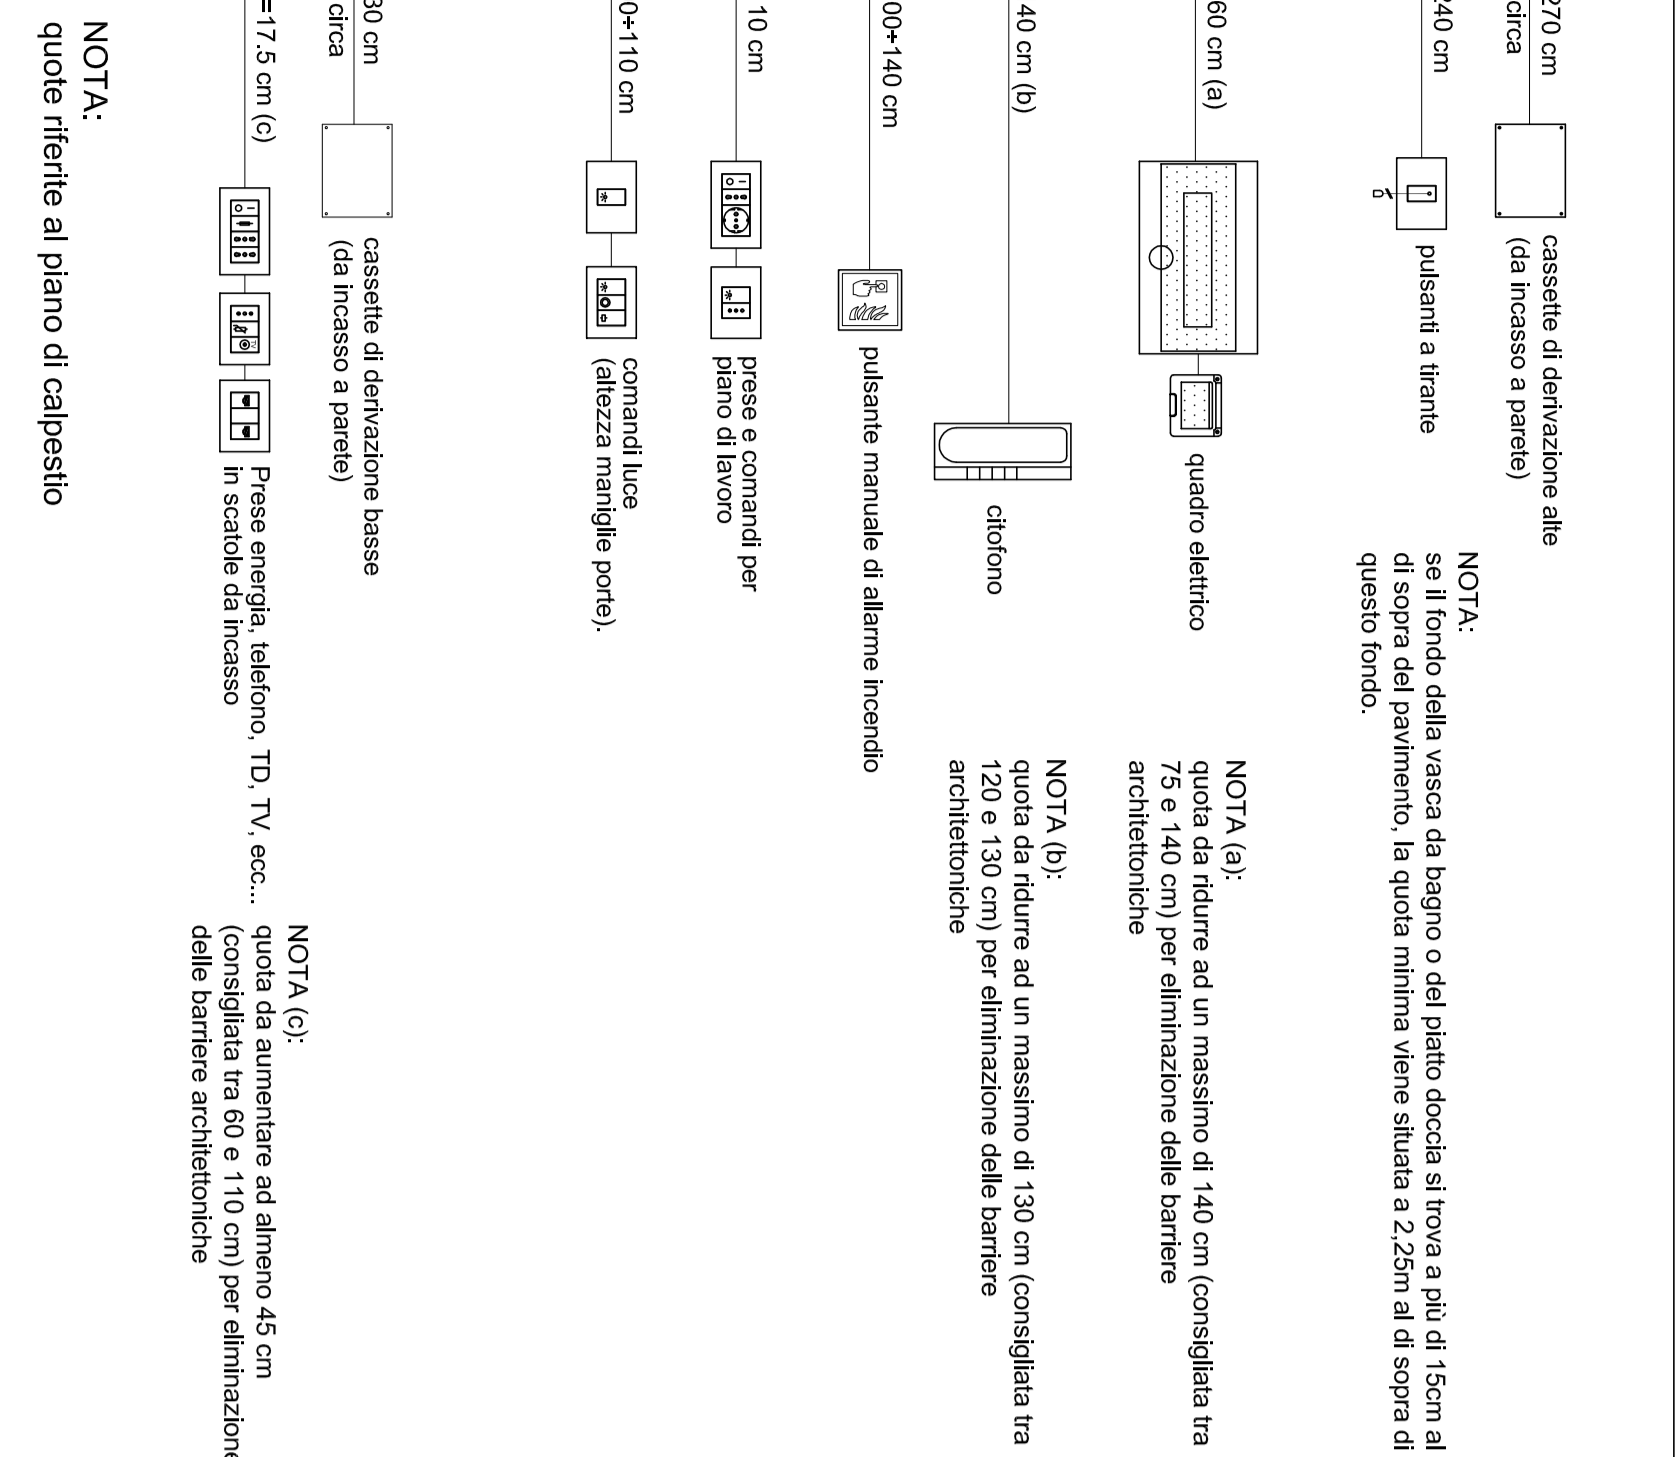 270 cm
circa
cassette di derivazione alte
(da incasso a parete)
240 cm
pulsanti a tirante
NOTA:
se il fondo della vasca da bagno o del piatto doccia si trova a più di 15cm al
di sopra del pavimento, la quota minima viene situata a 2,25m al di sopra di
questo fondo.
60 cm (a)
quadro elettrico
NOTA (a):
quota da ridurre ad un massimo di 140 cm (consigliata tra
75 e 140 cm) per eliminazione delle barriere
architettoniche
40 cm (b)
citofono
NOTA (b):
quota da ridurre ad un massimo di 130 cm (consigliata tra
120 e 130 cm) per eliminazione delle barriere
architettoniche
00÷140 cm
pulsante manuale di allarme incendio
10 cm
prese e comandi per
piano di lavoro
0÷110 cm
comandi luce
(altezza maniglie porte).
30 cm
circa
cassette di derivazione basse
(da incasso a parete)
=17.5 cm (c)
TV
Prese energia, telefono, TD, TV, ecc...
in scatole da incasso
NOTA (c):
quota da aumentare ad almeno 45 cm
(consigliata tra 60 e 110 cm) per eliminazione
delle barriere architettoniche
NOTA:
quote riferite al piano di calpestio